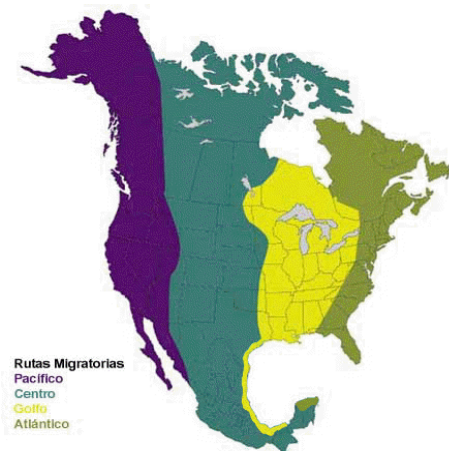 Rutas Migratorias
Pacífico
Centro
Golfo
Atlántico